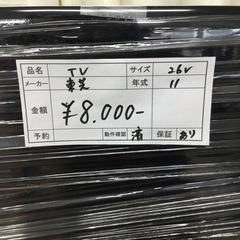 品名 TV サイズ 26V
メーカー 東芝 年式 11
金額 ¥8.000-
予約 動作確認 済 保証 あり